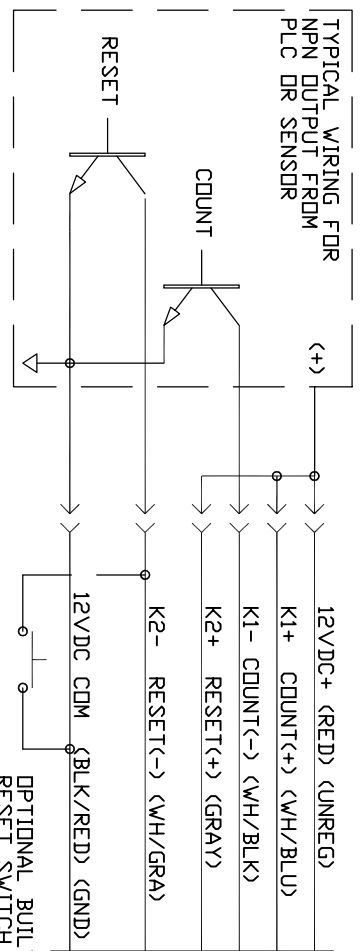 TYPICAL WIRING FOR
NPN OUTPUT FROM
PLC OR SENSOR
RESET
COUNT
(+)
12VDC+ (RED) (UNREG)
K1+ COUNT(+) (WH/BLU)
K1- COUNT(-) (WH/BLK)
K2+ RESET(+) (GRAY)
K2- RESET(-) (WH/GRA)
12VDC COM (BLK/RED) (GND)
OPTIONAL BUIL
RESET SWITCH